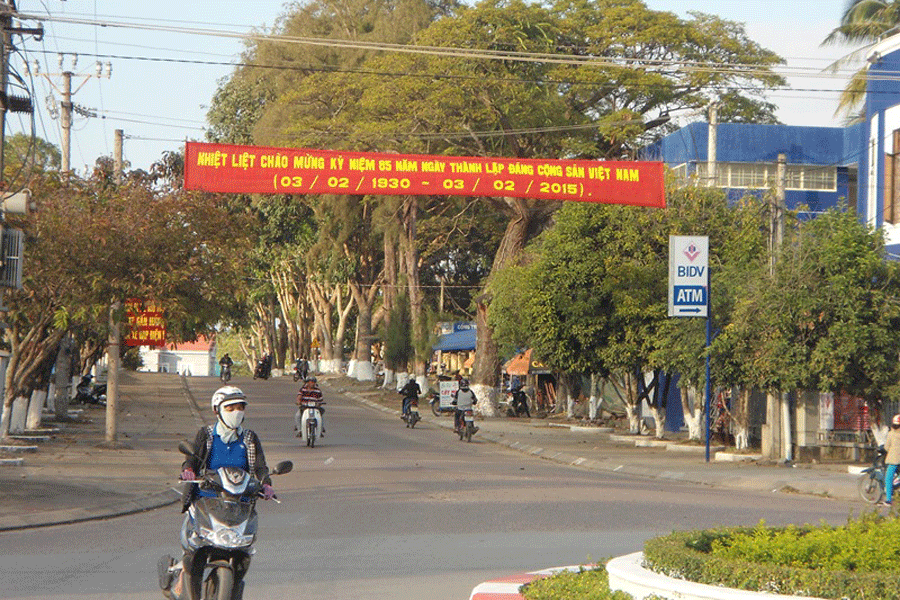 NHIỆT LIỆT CHÀO MỪNG KỶ NIỆM 85 NĂM NGÀY THÀNH LẬP ĐẢNG CỘNG SẢN VIỆT NAM
(03 / 02 / 1930 - 03 / 02 / 2015).
BIDV
ATM
CÔNG